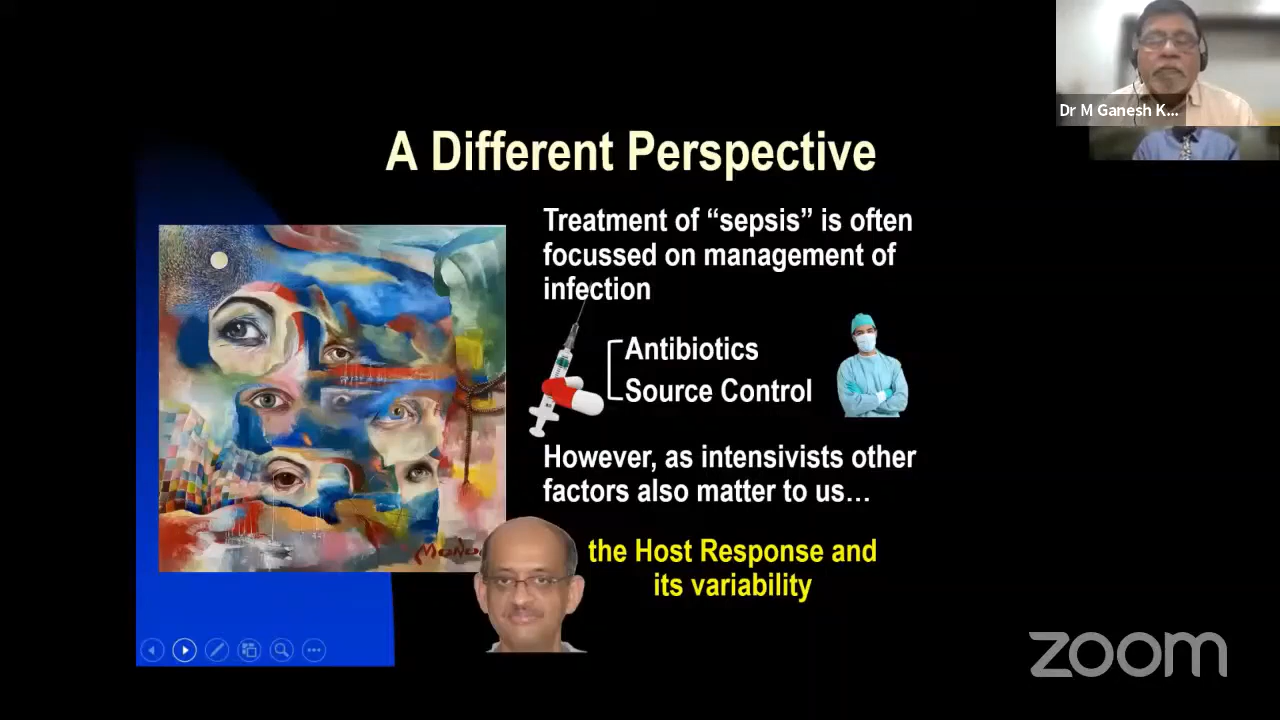 Dr M Ganesh K...
A Different Perspective
Treatment of “sepsis” is often
focussed on management of
infection
Antibiotics
Source Control
However, as intensivists other
factors also matter to us...
the Host Response and
its variability
zoom